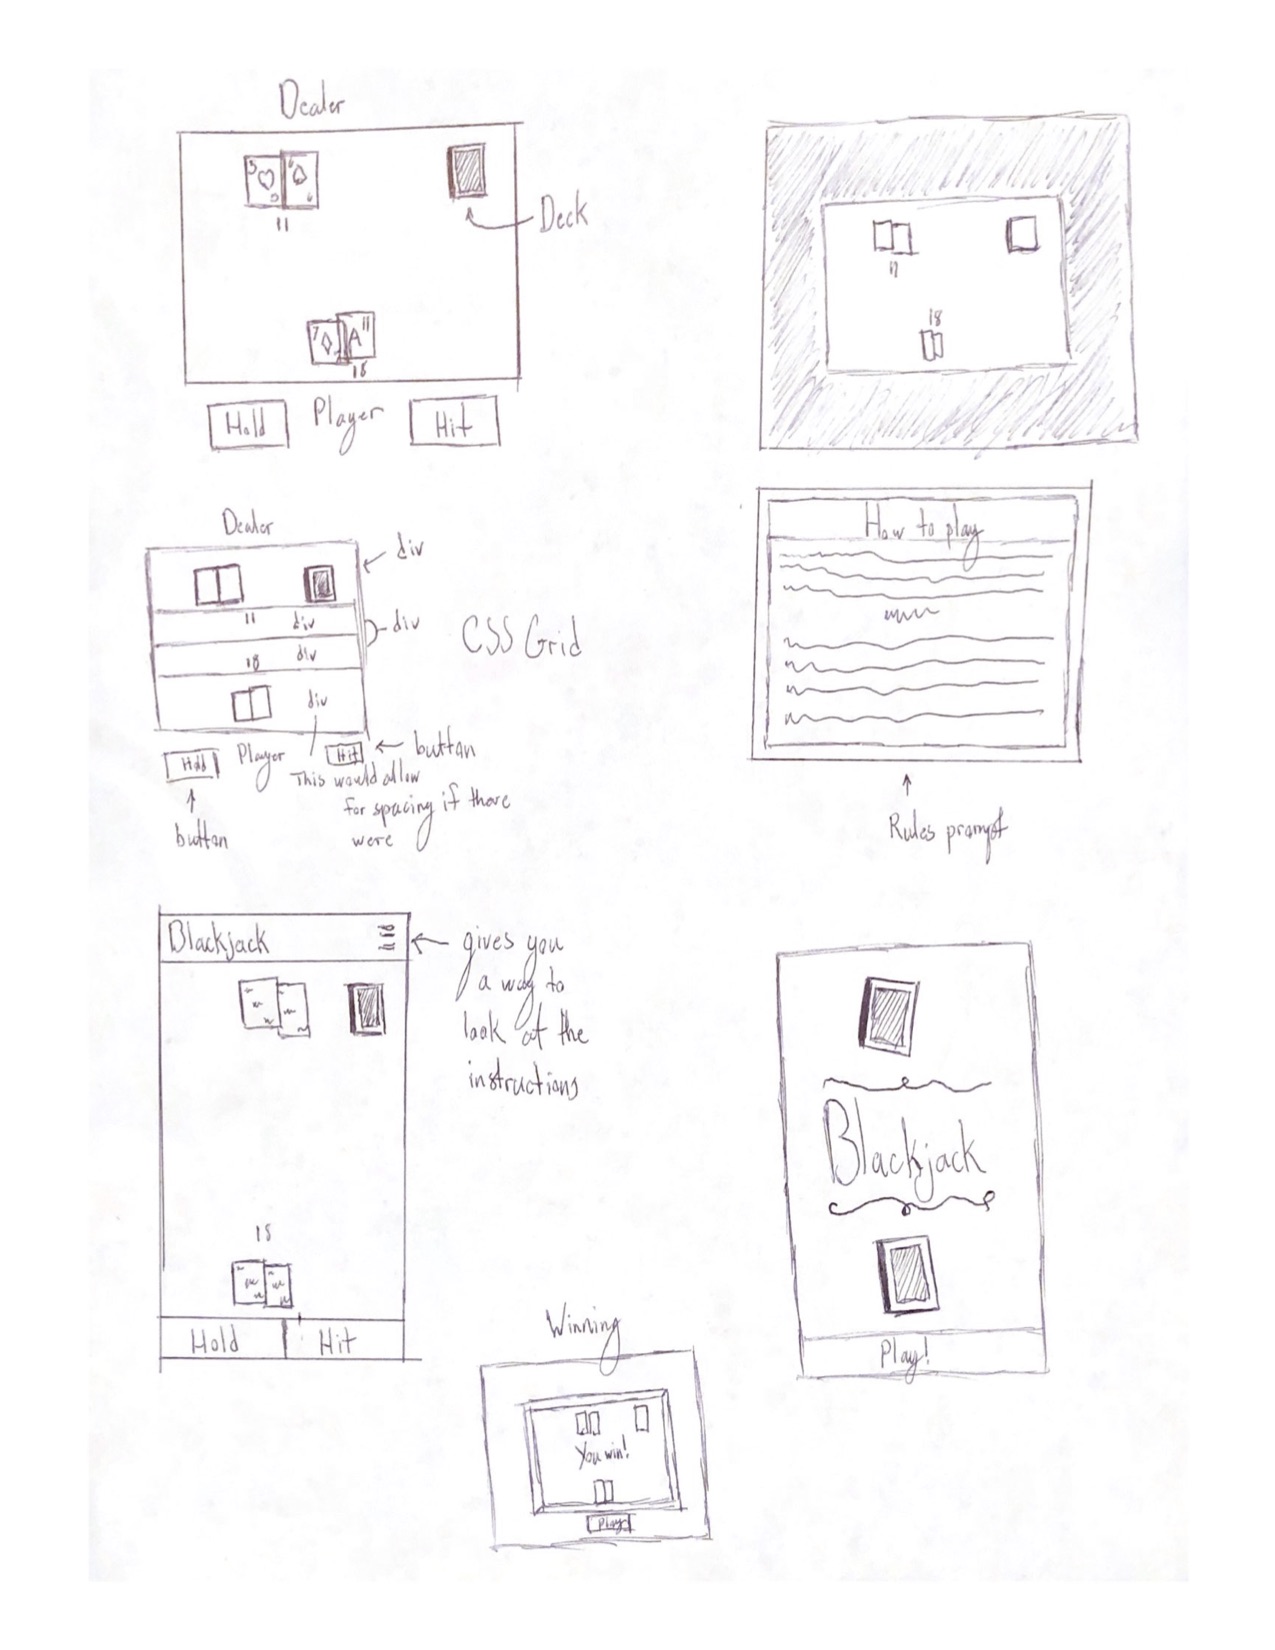 Dealer
5
5
6
6
11
Deck
7
A
11
18
Hold
Player
Hit
18
How to play
Rules prompt
Dealer
div
11
div
div
18
div
div
CSS Grid
Hold
Player
Hit
button
This would allow
for spacing if there
were
button
Blackjack
gives you
a way to
look at the
instructions
18
Hold
Hit
Blackjack
Play!
Winning
You win!
Play